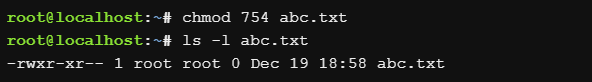 root@localhost:~# chmod 754 abc.txt
root@localhost:~# ls -l abc.txt
-rwxr-xr-- 1 root root 0 Dec 19 18:58 abc.txt